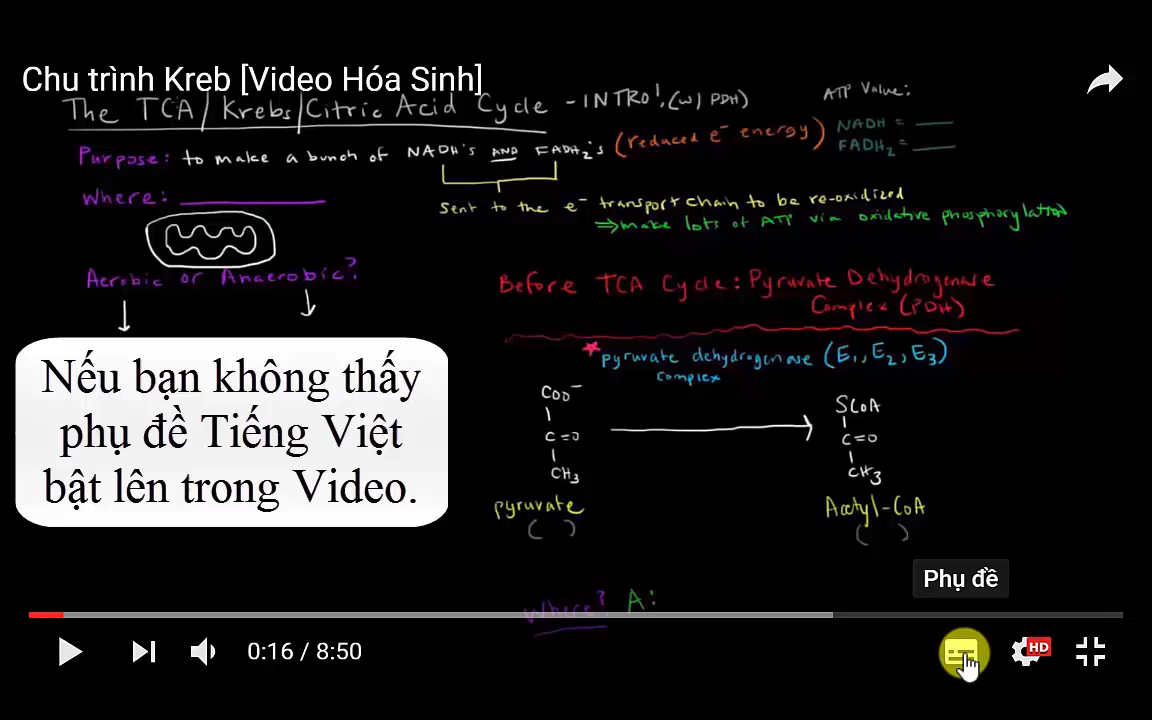 Chu trình Kreb [Video Hóa Sinh]
The TCA/Krebs/Citric Acid Cycle - INTRO! (w/ PDH)
ATP Value:
NADH = ____
FADH₂ = ____
Purpose: to make a bunch of NADH's AND FADH₂'s (reduced e⁻ energy)
Where: ____
Sent to the e⁻ transport chain to be re-oxidized
⇒ make lots of ATP via oxidative phosphorylation
Aerobic or Anaerobic?
Before TCA Cycle: Pyruvate Dehydrogenase
Complex (PDH)
Nếu bạn không thấy
phụ đề Tiếng Việt
bật lên trong Video.
* pyruvate dehydrogenase (E₁, E₂, E₃)
complex
COO⁻
C=O
CH₃
pyruvate
( )
SCoA
C=O
CH₃
Acetyl-CoA
( )
Phụ đề
Where? A:
0:16 / 8:50
HD